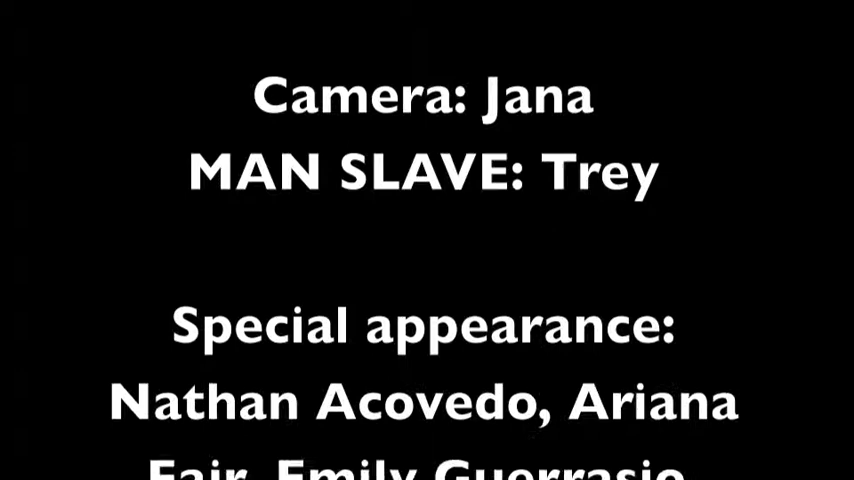 Camera: Jana
MAN SLAVE: Trey
Special appearance:
Nathan Acovedo, Ariana
Fair, Emily Guerrasio,